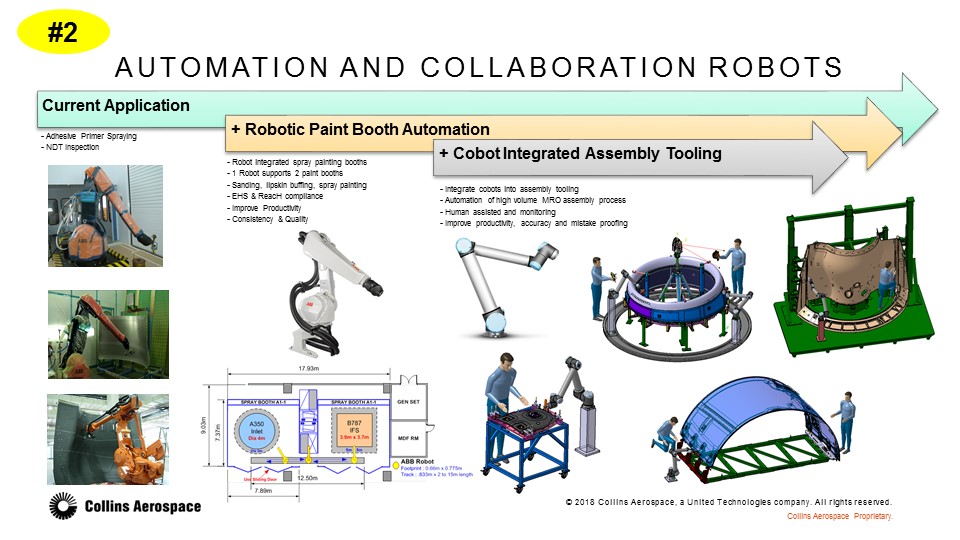 #2
AUTOMATION AND COLLABORATION ROBOTS
Current Application
- Adhesive Primer Spraying
- NDT Inspection
+ Robotic Paint Booth Automation
- Robot Integrated spray painting booths
- 1 Robot supports 2 paint booths
- Sanding, lipskin buffing, spray painting
- EHS & ReacH compliance
- Improve Productivity
- Consistency & Quality
+ Cobot Integrated Assembly Tooling
- Integrate cobots into assembly tooling
- Automation of high volume MRO assembly process
- Human assisted and monitoring
- Improve productivity, accuracy and mistake proofing
ABB
17.93m
SPRAY BOOTH A1-1
SPRAY BOOTH A1-1
GEN SET
9.03m
7.37m
A350
Inlet
Dia 4m
B787
IFS
3.9m x 3.7m
MDF RM
ABB Robot
Footprint : 0.66m x 0.775m
Track : .833m x 2 to 15m length
Use Sliding Door
12.50m
7.89m
Collins Aerospace
© 2018 Collins Aerospace, a United Technologies company. All rights reserved.
Collins Aerospace Proprietary.